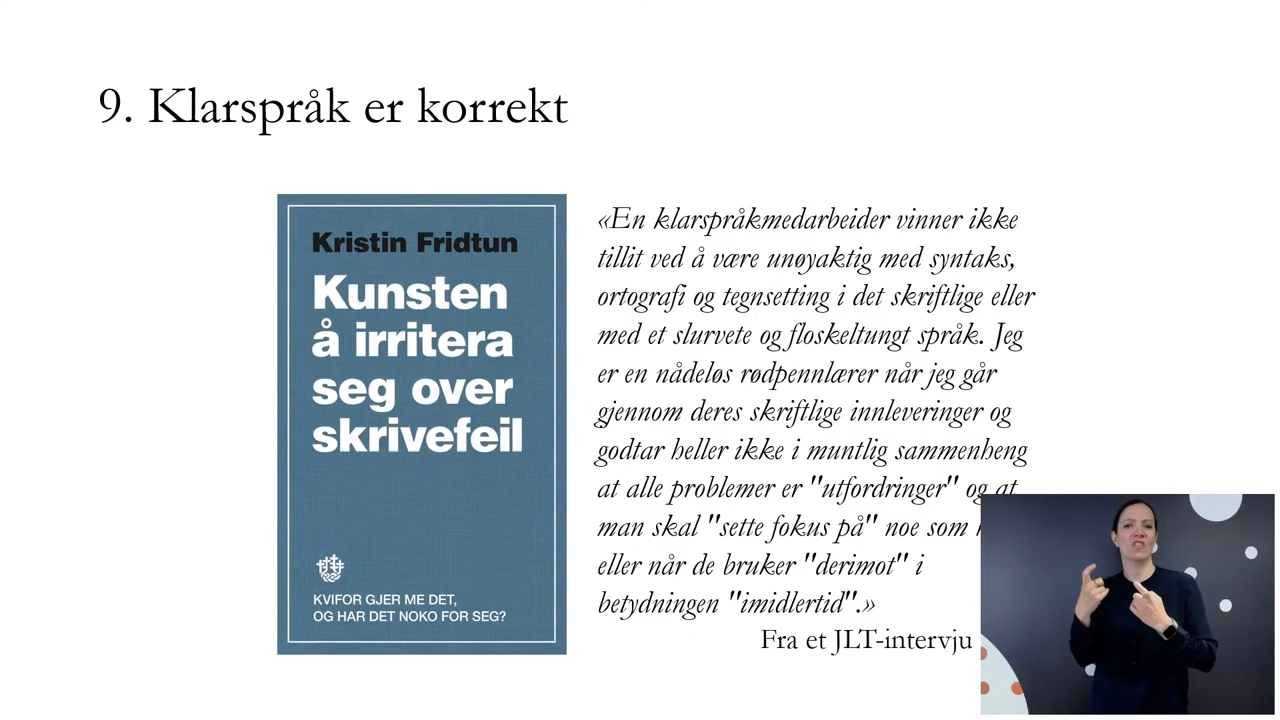 9. Klarspråk er korrekt
Kristin Fridtun
Kunsten
å irritera
seg over
skrivefeil
KVIFOR GJER ME DET,
OG HAR DET NOKO FOR SEG?
«En klarspråkmedarbeider vinner ikke
tillit ved å være unøyaktig med syntaks,
ortografi og tegnsetting i det skriftlige eller
med et slurvete og floskeltungt språk. Jeg
er en nådeløs rødpennlærer når jeg går
gjennom deres skriftlige innleveringer og
godtar heller ikke i muntlig sammenheng
at alle problemer er "utfordringer" og at
man skal "sette fokus på" noe som
eller når de bruker "derimot" i
betydningen "imidlertid".»
Fra et JLT-intervju